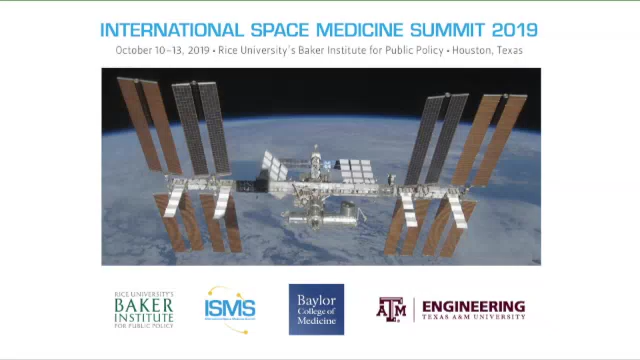 INTERNATIONAL SPACE MEDICINE SUMMIT 2019
October 10–13, 2019 • Rice University's Baker Institute for Public Policy • Houston, Texas
RICE UNIVERSITY'S
BAKER
INSTITUTE
FOR PUBLIC POLICY
ISMS
Baylor
College of
Medicine
ATM
ENGINEERING
TEXAS A&M UNIVERSITY